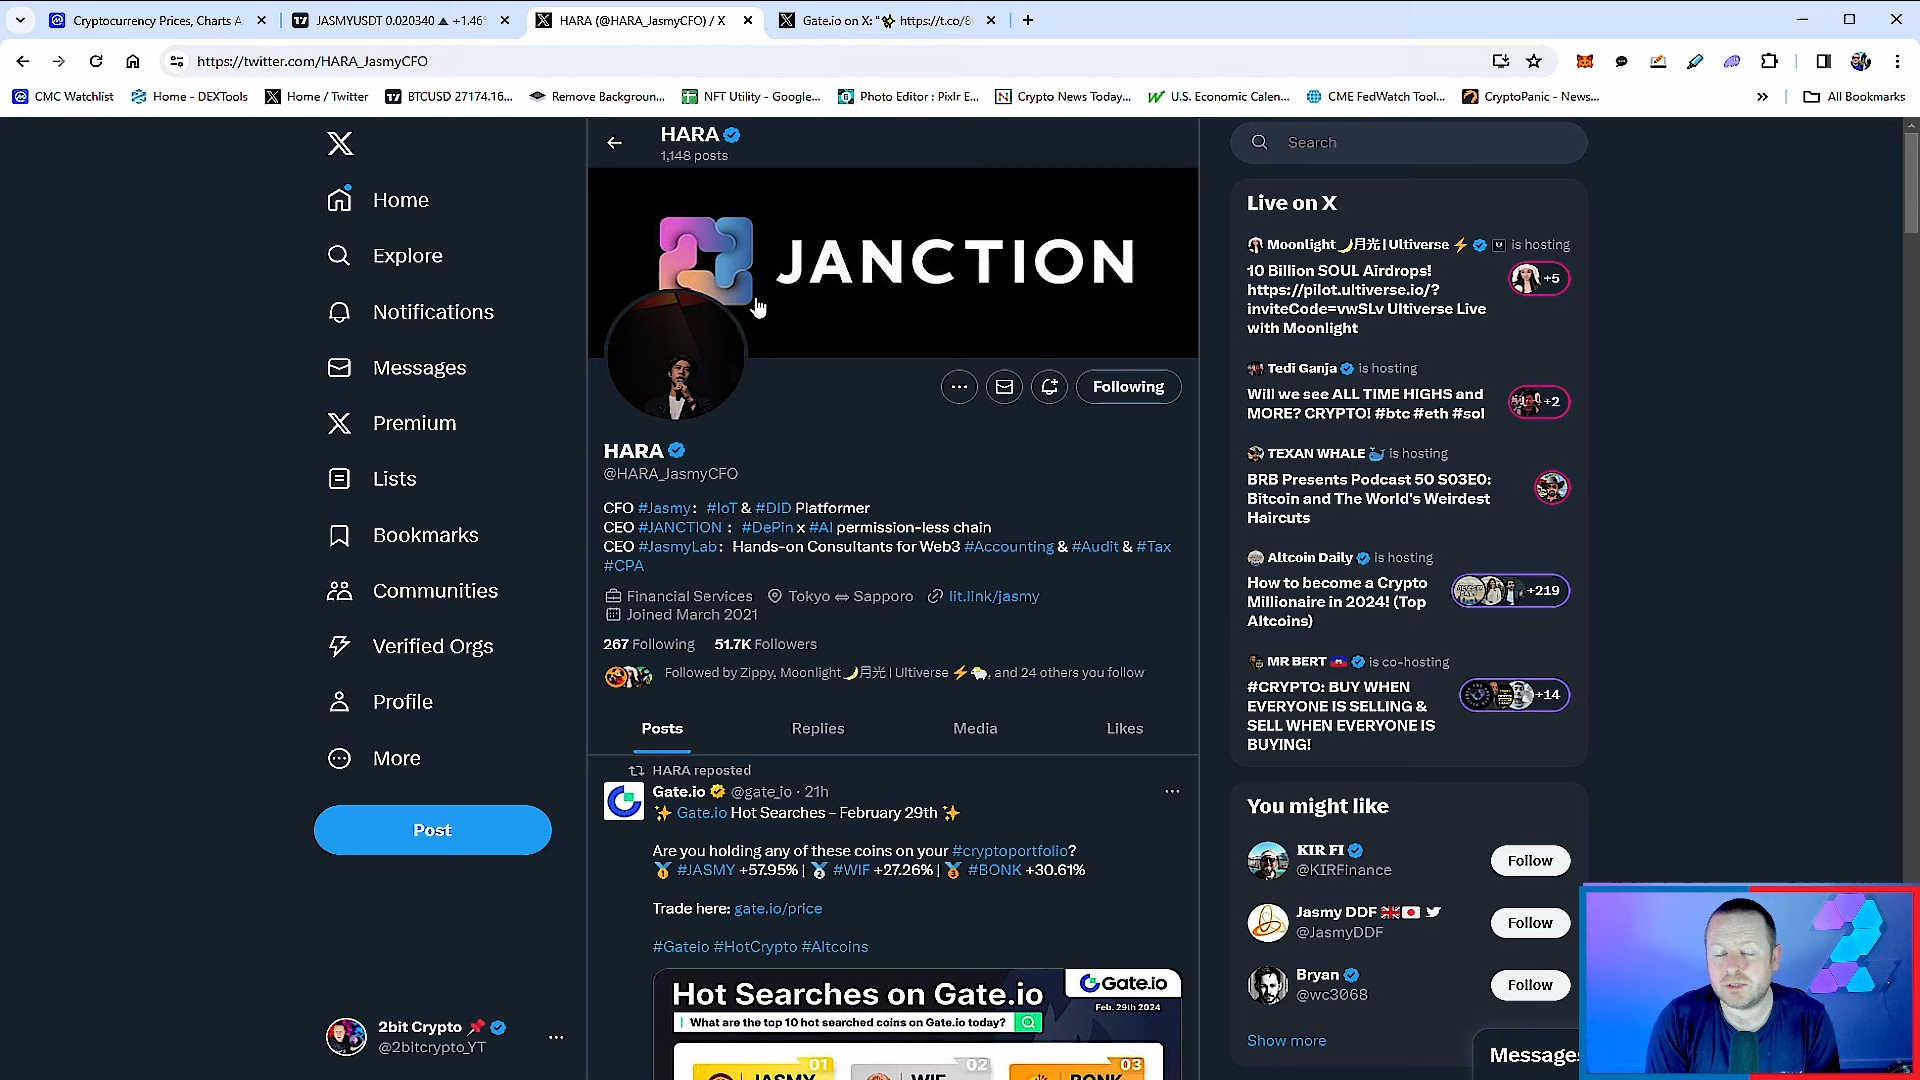 Cryptocurrency Prices, Charts A
JASMYUSDT 0.020340 ▲ +1.46
HARA (@HARA_JasmyCFO) / X
Gate.io on X: "✨ https://t.co/8
https://twitter.com/HARA_JasmyCFO
CMC Watchlist
Home - DEXTools
Home / Twitter
BTCUSD 27174.16...
Remove Backgroun...
NFT Utility - Google...
Photo Editor : Pixlr E...
Crypto News Today...
U.S. Economic Calen...
CME FedWatch Tool...
CryptoPanic - News...
All Bookmarks
Home
Explore
Notifications
Messages
Premium
Lists
Bookmarks
Communities
Verified Orgs
Profile
More
Post
2bit Crypto 📌
@2bitcrypto_YT
HARA
1,148 posts
JANCTION
Following
HARA
@HARA_JasmyCFO
CFO #Jasmy： #IoT & #DID Platformer
CEO #JANCTION： #DePin x #AI permission-less chain
CEO #JasmyLab： Hands-on Consultants for Web3 #Accounting & #Audit & #Tax
#CPA
Financial Services Tokyo ⇔ Sapporo lit.link/jasmy
Joined March 2021
267 Following 51.7K Followers
Followed by Zippy, Moonlight 🌙月光 | Ultiverse ⚡🐑, and 24 others you follow
Posts Replies Media Likes
HARA reposted
Gate.io @gate_io · 21h
✨ Gate.io Hot Searches – February 29th ✨
Are you holding any of these coins on your #cryptoportfolio?
🥇 #JASMY +57.95% | 🥈 #WIF +27.26% | 🥉 #BONK +30.61%
Trade here: gate.io/price
#Gateio #HotCrypto #Altcoins
Gate.io
Hot Searches on Gate.io
Feb. 29th 2024
What are the top 10 hot searched coins on Gate.io today?
01 02 03
JASMY WIF BONK
Search
Live on X
Moonlight 🌙月光 | Ultiverse ⚡ is hosting
10 Billion SOUL Airdrops!
https://pilot.ultiverse.io/?
inviteCode=vwSLv Ultiverse Live
with Moonlight
+5
Tedi Ganja is hosting
Will we see ALL TIME HIGHS and
MORE? CRYPTO! #btc #eth #sol
+2
TEXAN WHALE 🐳 is hosting
BRB Presents Podcast 50 S03E0:
Bitcoin and The World's Weirdest
Haircuts
Altcoin Daily is hosting
How to become a Crypto
Millionaire in 2024! (Top
Altcoins)
+219
MR BERT 🇭🇹 is co-hosting
#CRYPTO: BUY WHEN
EVERYONE IS SELLING &
SELL WHEN EVERYONE IS
BUYING!
+14
You might like
KIR FI
@KIRFinance
Follow
Jasmy DDF 🇬🇧🇯🇵
@JasmyDDF
Follow
Bryan
@wc3068
Follow
Show more
Message